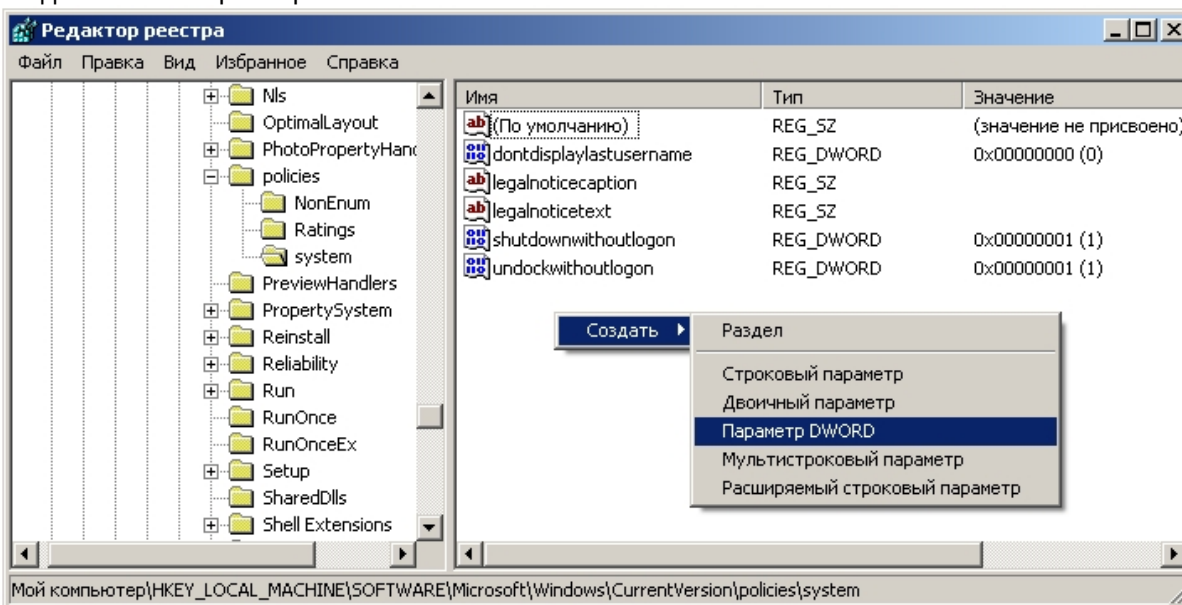 Редактор реестра
Файл Правка Вид Избранное Справка
Nls
OptimalLayout
PhotoPropertyHand
policies
NonEnum
Ratings
system
PreviewHandlers
PropertySystem
Reinstall
Reliability
Run
RunOnce
RunOnceEx
Setup
SharedDlls
Shell Extensions
Имя Тип Значение
(По умолчанию) REG_SZ (значение не присвоено)
dontdisplaylastusername REG_DWORD 0x00000000 (0)
legalnoticecaption REG_SZ
legalnoticetext REG_SZ
shutdownwithoutlogon REG_DWORD 0x00000001 (1)
undockwithoutlogon REG_DWORD 0x00000001 (1)
Создать
Раздел
Строковый параметр
Двоичный параметр
Параметр DWORD
Мультистроковый параметр
Расширяемый строковый параметр
Мой компьютер\HKEY_LOCAL_MACHINE\SOFTWARE\Microsoft\Windows\CurrentVersion\policies\system